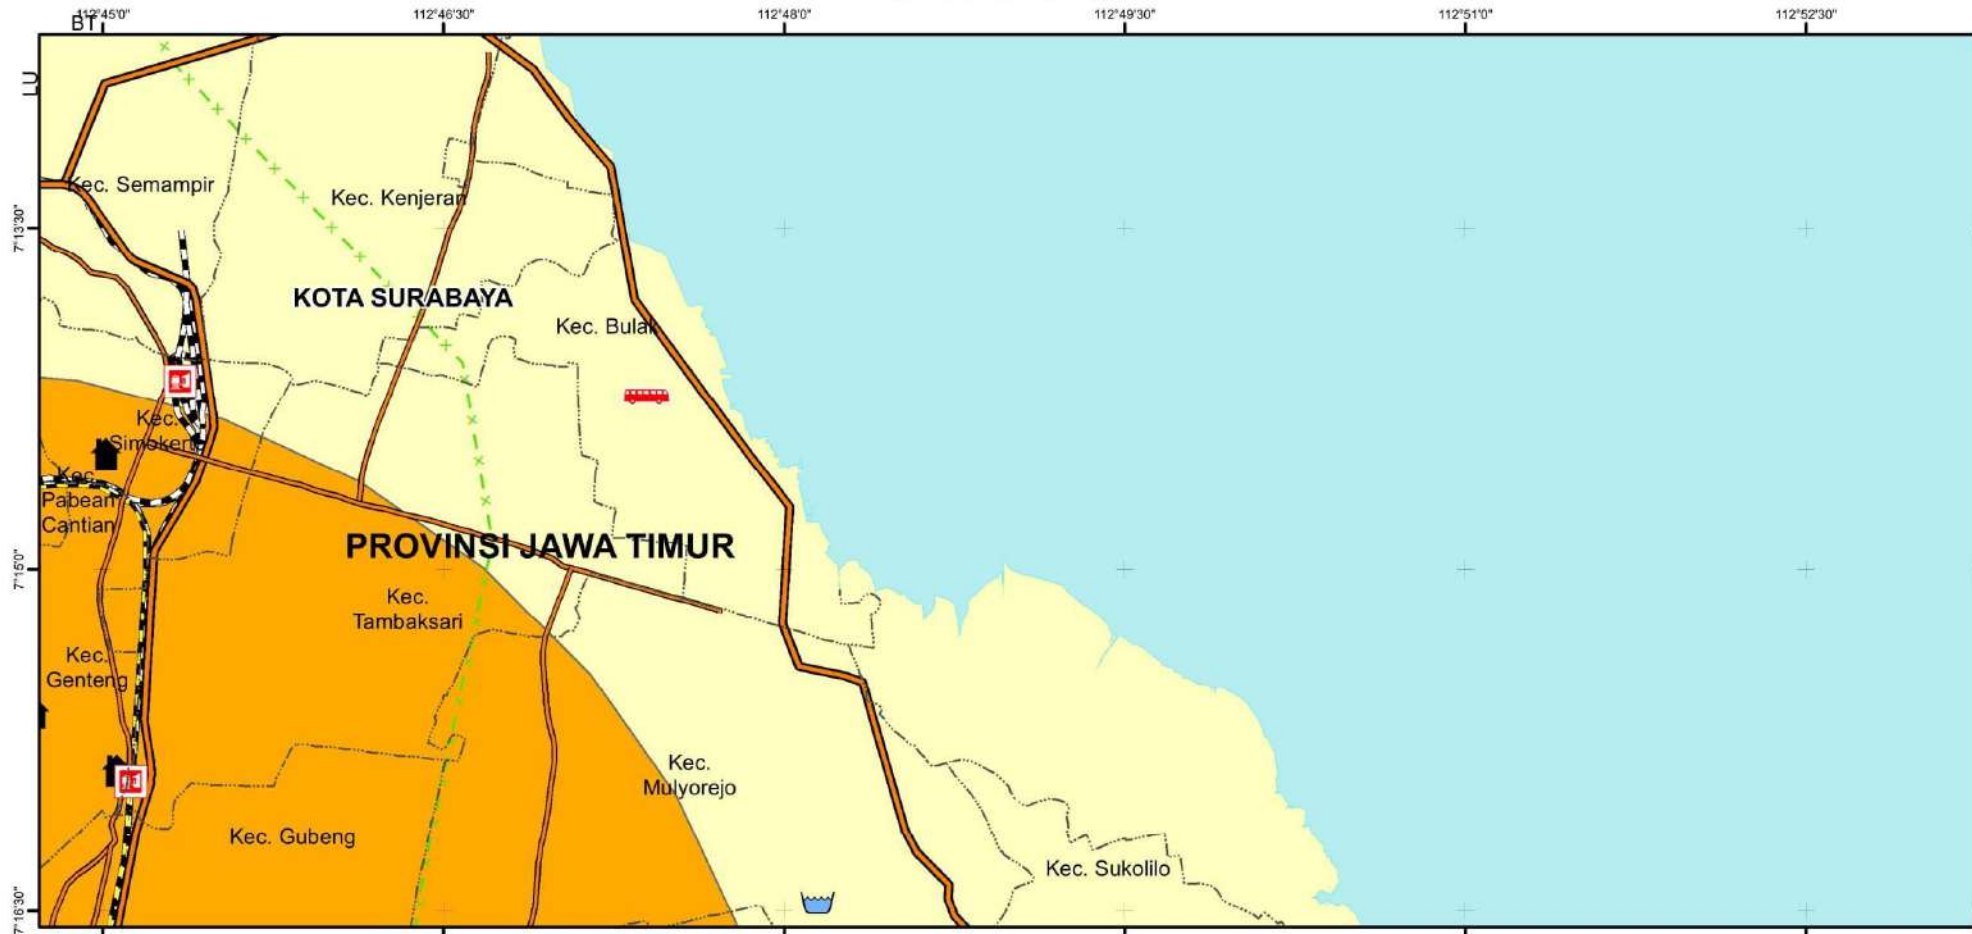 112°45'0"
112°46'30"
112°48'0"
112°49'30"
112°51'0"
112°52'30"
BT
LU
Kec. Semampir
Kec. Kenjeran
7°13'30"
KOTA SURABAYA
Kec. Bulak
Kec.
Simokerto
Kec.
Pabean
Cantian
PROVINSI JAWA TIMUR
7°15'0"
Kec.
Tambaksari
Kec.
Genteng
Kec.
Mulyorejo
Kec. Gubeng
Kec. Sukolilo
7°16'30"